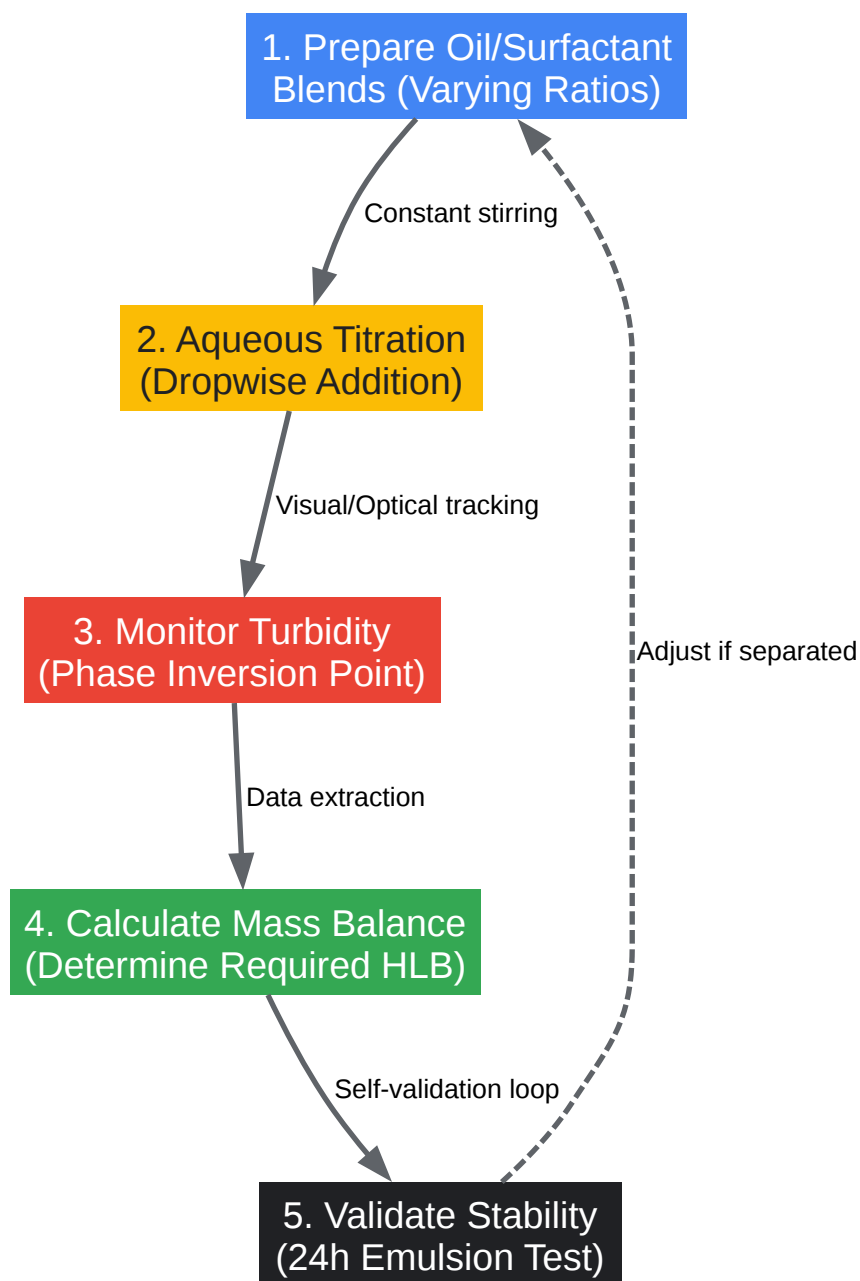 1. Prepare Oil/Surfactant
Blends (Varying Ratios)
Constant stirring
2. Aqueous Titration
(Dropwise Addition)
Visual/Optical tracking
3. Monitor Turbidity
(Phase Inversion Point)
Adjust if separated
Data extraction
4. Calculate Mass Balance
(Determine Required HLB)
Self-validation loop
5. Validate Stability
(24h Emulsion Test)